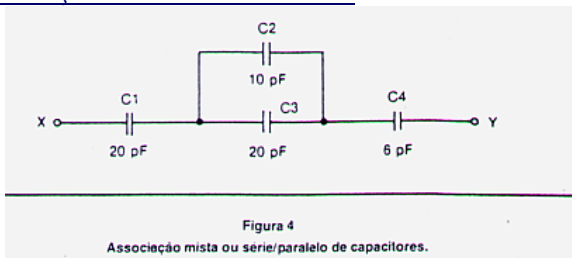 C2
10 pF
C1
C3
C4
X
Y
20 pF
20 pF
6 pF
Figura 4
Associação mista ou série/paralelo de capacitores.